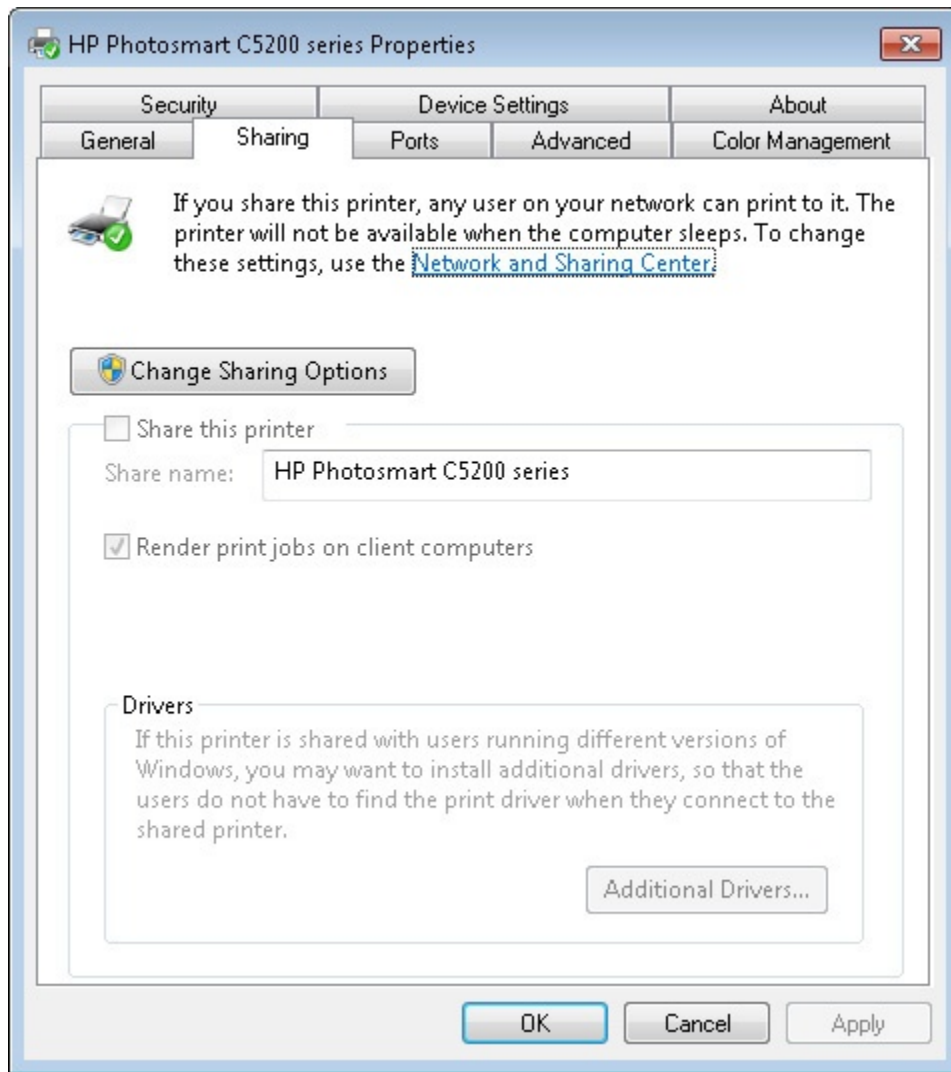 HP Photosmart C5200 series Properties
Security Device Settings About
General Sharing Ports Advanced Color Management
If you share this printer, any user on your network can print to it. The
printer will not be available when the computer sleeps. To change
these settings, use the Network and Sharing Center.
Change Sharing Options
Share this printer
Share name: HP Photosmart C5200 series
Render print jobs on client computers
Drivers
If this printer is shared with users running different versions of
Windows, you may want to install additional drivers, so that the
users do not have to find the print driver when they connect to the
shared printer.
Additional Drivers...
OK Cancel Apply